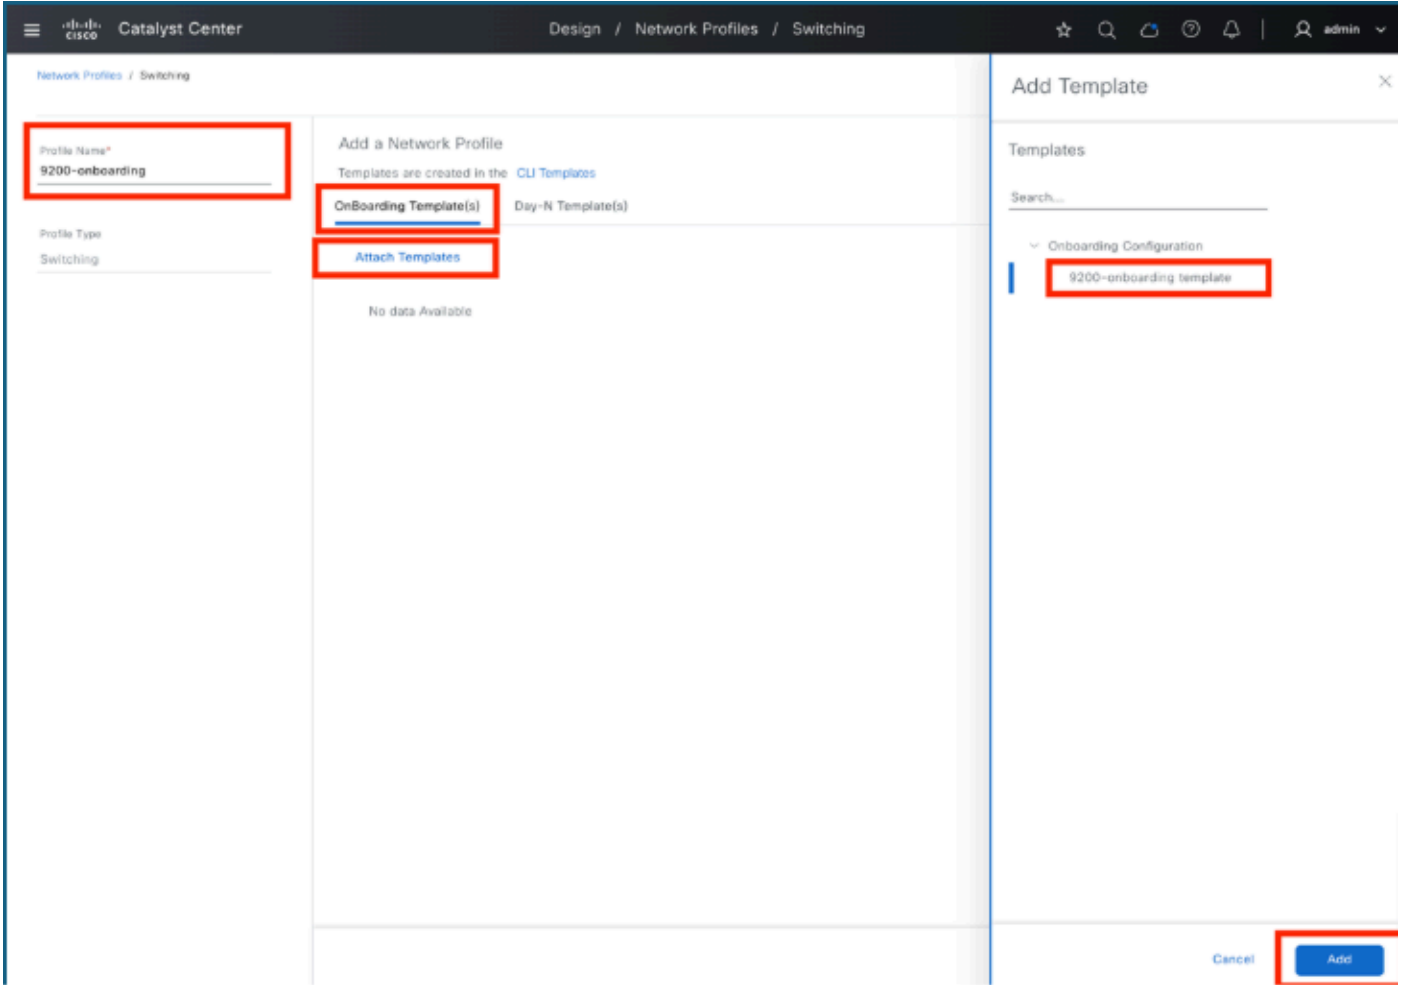 cisco Catalyst Center
Design / Network Profiles / Switching
admin
Network Profiles / Switching
Profile Name*
9200-onboarding
Profile Type
Switching
Add a Network Profile
Templates are created in the CLI Templates
OnBoarding Template(s) Day-N Template(s)
Attach Templates
No data Available
Add Template
Templates
Search...
Onboarding Configuration
9200-onboarding template
Cancel Add